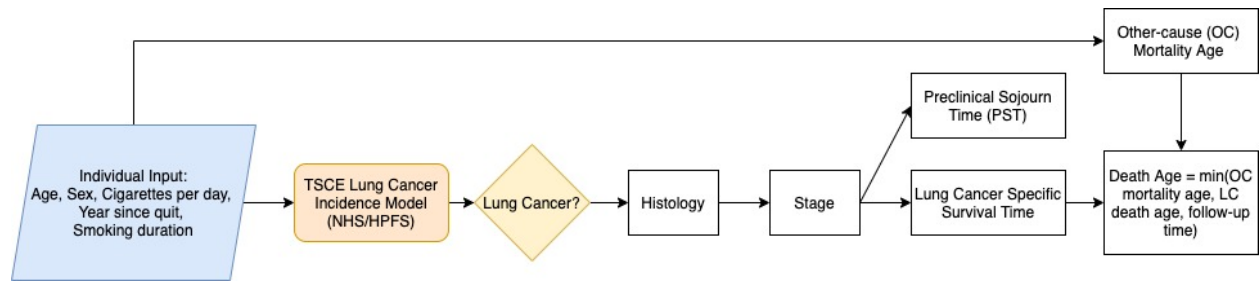 Individual Input:
Age, Sex, Cigarettes per day,
Year since quit,
Smoking duration
TSCE Lung Cancer
Incidence Model
(NHS/HPFS)
Lung Cancer?
Histology
Stage
Preclinical Sojourn
Time (PST)
Lung Cancer Specific
Survival Time
Other-cause (OC)
Mortality Age
Death Age = min(OC
mortality age, LC
death age, follow-up
time)